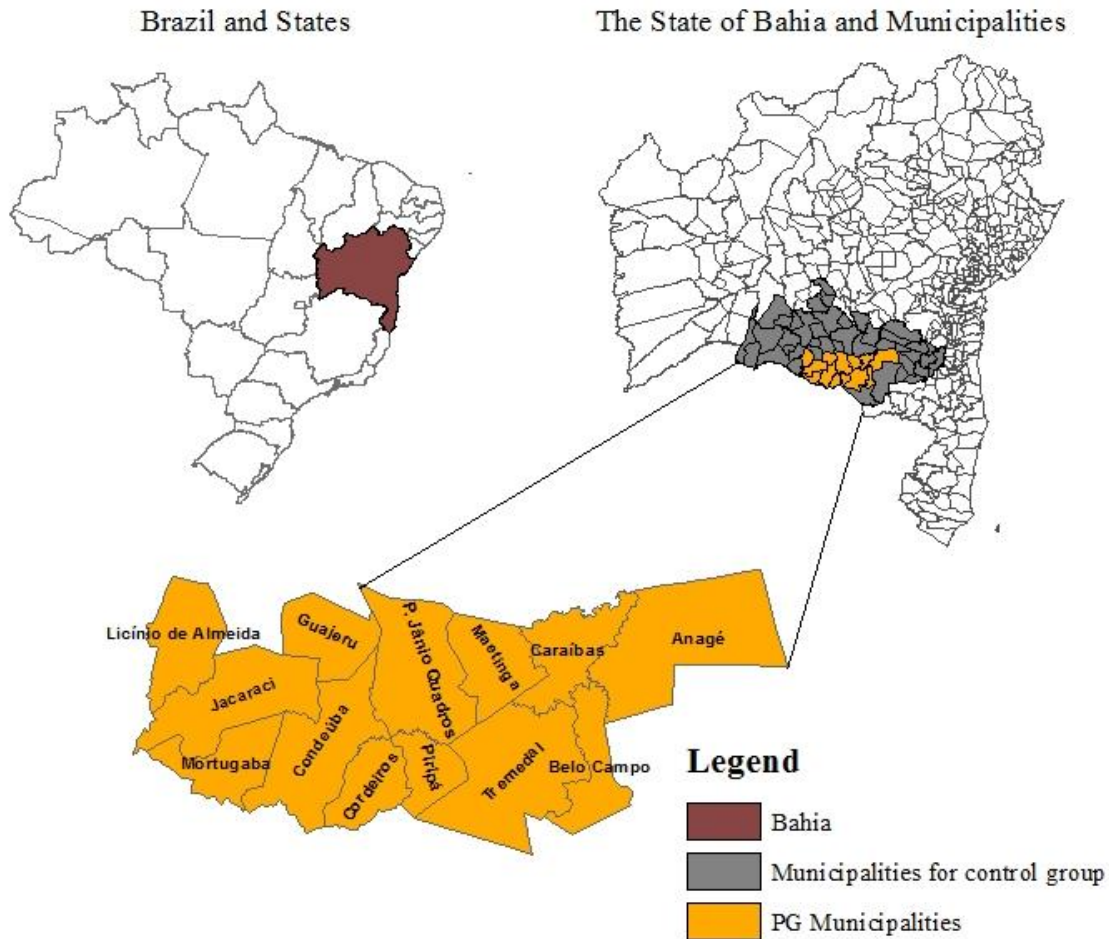 Brazil and States
The State of Bahia and Municipalities
Licínio de Almeida
Guajeru
P. Jânio Quadros
Maetinga
Caraíbas
Anagé
Jacaraci
Mortugaba
Condeúba
Cordeiros
Piripá
Tremedal
Belo Campo
Legend
Bahia
Municipalities for control group
PG Municipalities